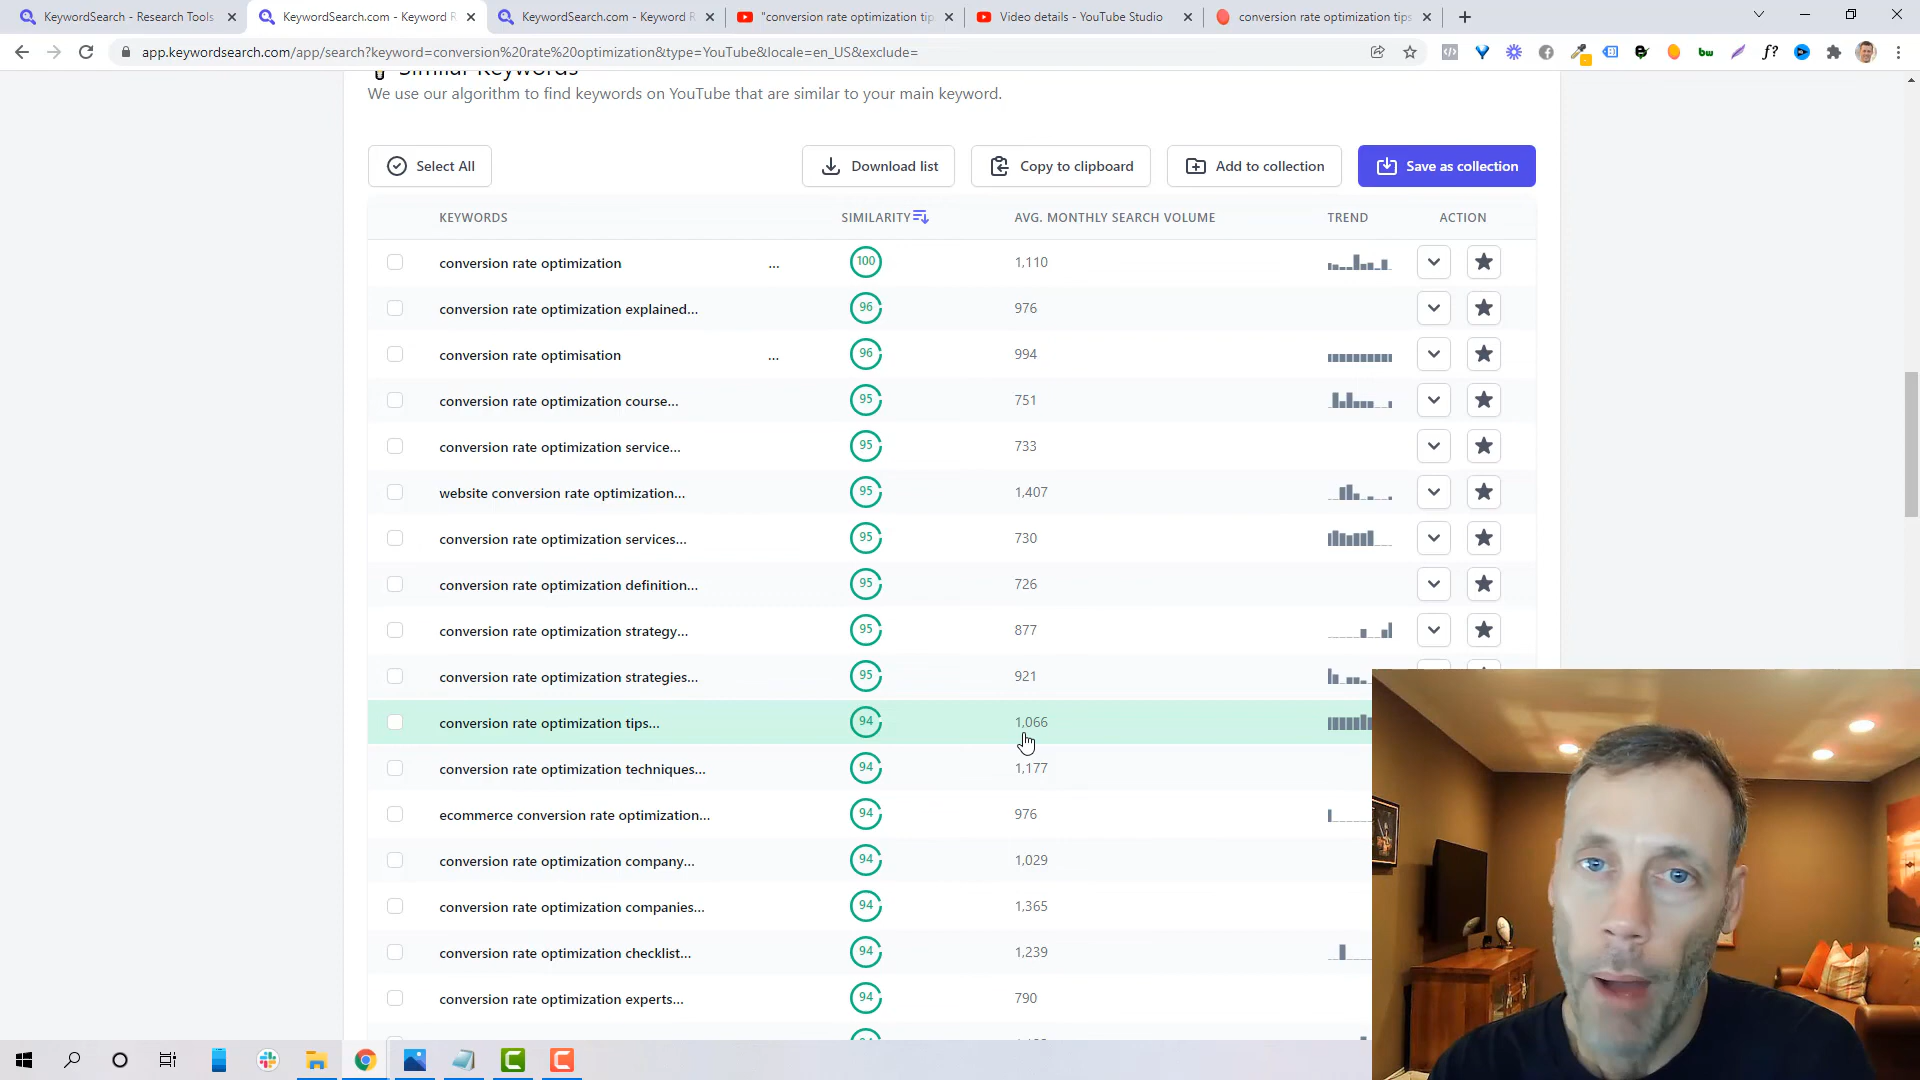 KeywordSearch - Research Tools
KeywordSearch.com - Keyword R
KeywordSearch.com - Keyword R
"conversion rate optimization tip
Video details - YouTube Studio
conversion rate optimization tips
app.keywordsearch.com/app/search?keyword=conversion%20rate%20optimization&type=YouTube&locale=en_US&exclude=
Similar Keywords
We use our algorithm to find keywords on YouTube that are similar to your main keyword.
Select All
Download list
Copy to clipboard
Add to collection
Save as collection
KEYWORDS SIMILARITY AVG. MONTHLY SEARCH VOLUME TREND ACTION
conversion rate optimization ... 100 1,110
conversion rate optimization explained... 96 976
conversion rate optimisation ... 96 994
conversion rate optimization course... 95 751
conversion rate optimization service... 95 733
website conversion rate optimization... 95 1,407
conversion rate optimization services... 95 730
conversion rate optimization definition... 95 726
conversion rate optimization strategy... 95 877
conversion rate optimization strategies... 95 921
conversion rate optimization tips... 94 1,066
conversion rate optimization techniques... 94 1,177
ecommerce conversion rate optimization... 94 976
conversion rate optimization company... 94 1,029
conversion rate optimization companies... 94 1,365
conversion rate optimization checklist... 94 1,239
conversion rate optimization experts... 94 790